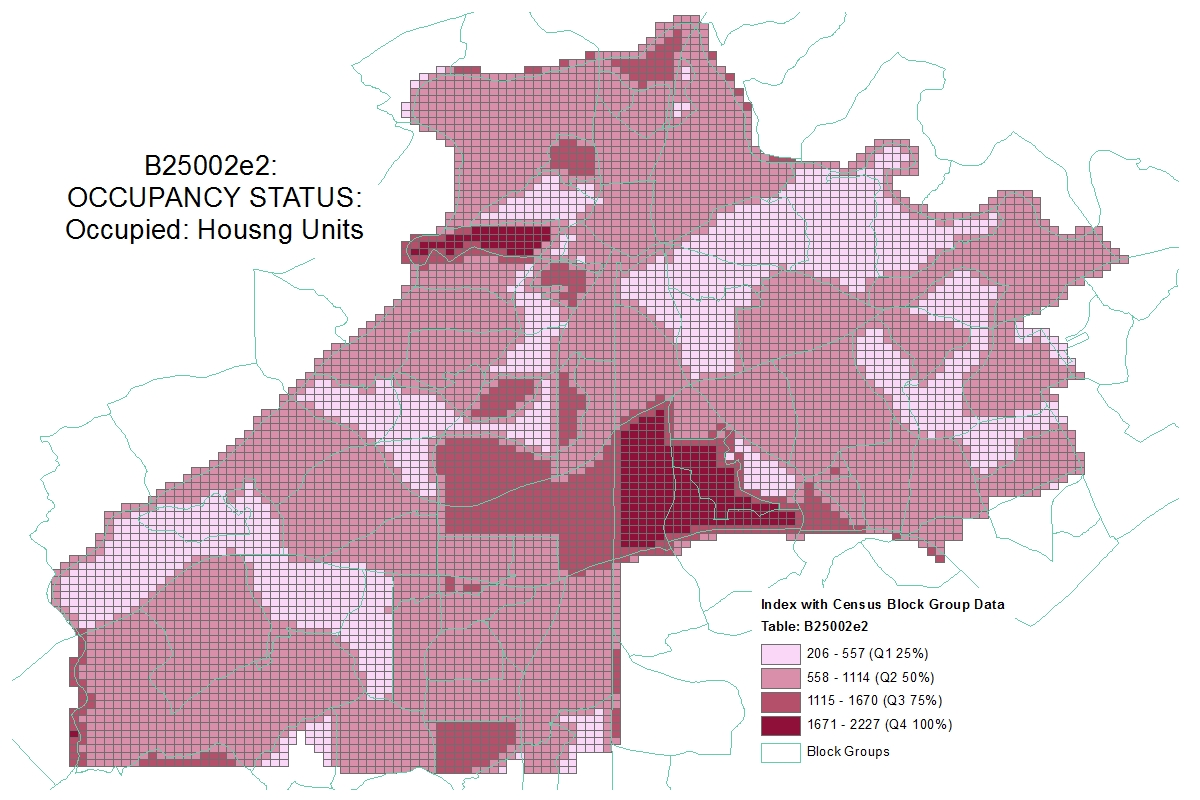 B25002e2:
OCCUPANCY STATUS:
Occupied: Housng Units
Index with Census Block Group Data
Table: B25002e2
206 - 557 (Q1 25%)
558 - 1114 (Q2 50%)
1115 - 1670 (Q3 75%)
1671 - 2227 (Q4 100%)
Block Groups